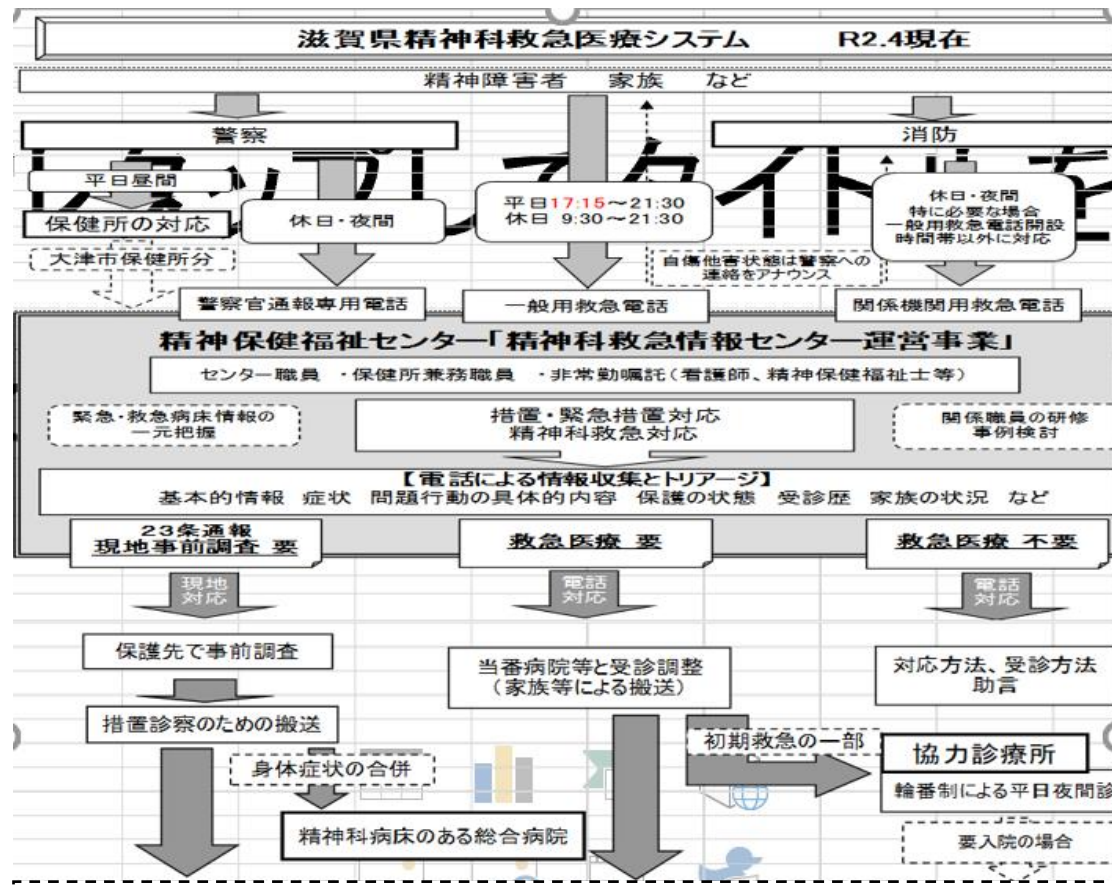 滋賀県精神科救急医療システム R2.4現在
精神障害者 家族 など
警察
消防
平日昼間
保健所の対応
大津市保健所分
休日・夜間
平日17:15～21:30
休日 9:30～21:30
自傷他害状態は警察への
連絡をアナウンス
休日・夜間
特に必要な場合
一般用救急電話開設
時間帯以外に対応
警察官通報専用電話
一般用救急電話
関係機関用救急電話
精神保健福祉センター「精神科救急情報センター運営事業」
センター職員 ・保健所兼務職員 ・非常勤嘱託（看護師、精神保健福祉士等）
緊急・救急病床情報の
一元把握
措置・緊急措置対応
精神科救急対応
関係職員の研修
事例検討
【電話による情報収集とトリアージ】
基本的情報 症状 問題行動の具体的内容 保護の状態 受診歴 家族の状況 など
23条通報
現地事前調査 要
救急医療 要
救急医療 不要
現地
対応
電話
対応
電話
対応
保護先で事前調査
当番病院等と受診調整
（家族等による搬送）
対応方法、受診方法
助言
措置診察のための搬送
身体症状の合併
初期救急の一部
協力診療所
輪番制による平日夜間診
精神科病床のある総合病院
要入院の場合